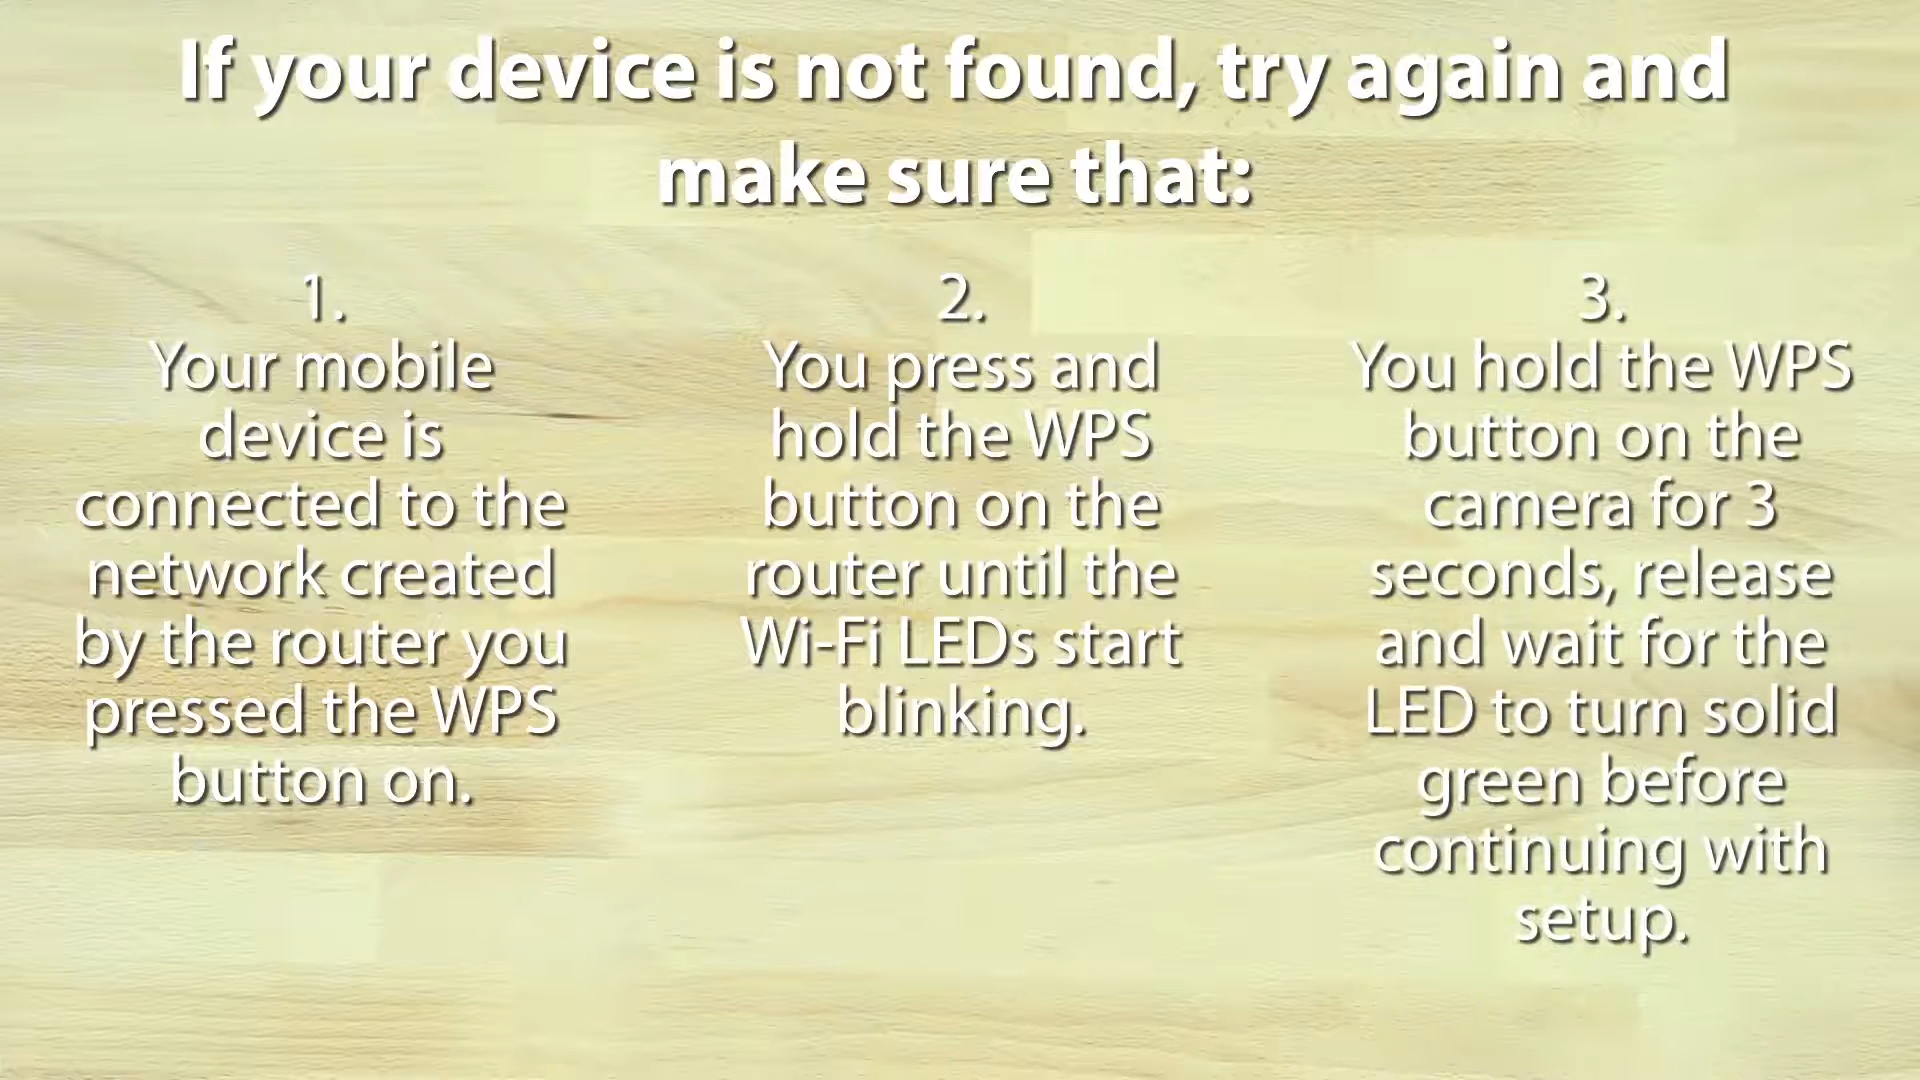 If your device is not found, try again and
make sure that:
1.
Your mobile
device is
connected to the
network created
by the router you
pressed the WPS
button on.
2.
You press and
hold the WPS
button on the
router until the
Wi-Fi LEDs start
blinking.
3.
You hold the WPS
button on the
camera for 3
seconds, release
and wait for the
LED to turn solid
green before
continuing with
setup.